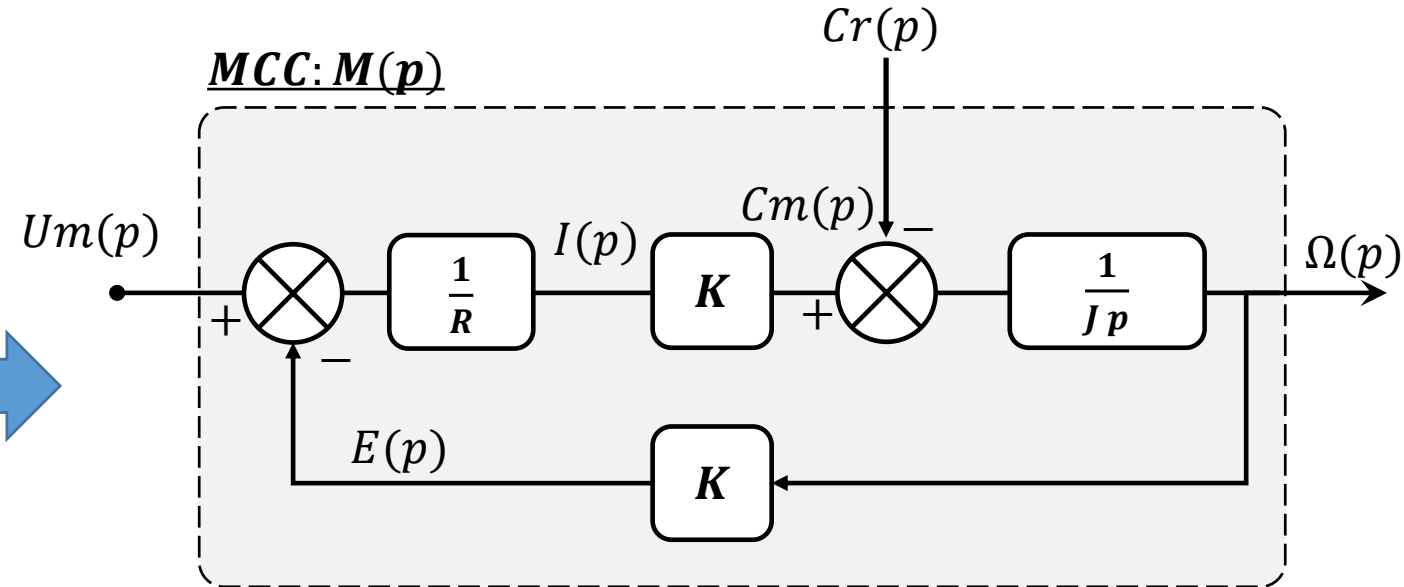 Cr(p)
MCC: M(p)
Um(p)
+
−
1
R
I(p)
K
Cm(p)
−
+
1
J p
Ω(p)
E(p)
K